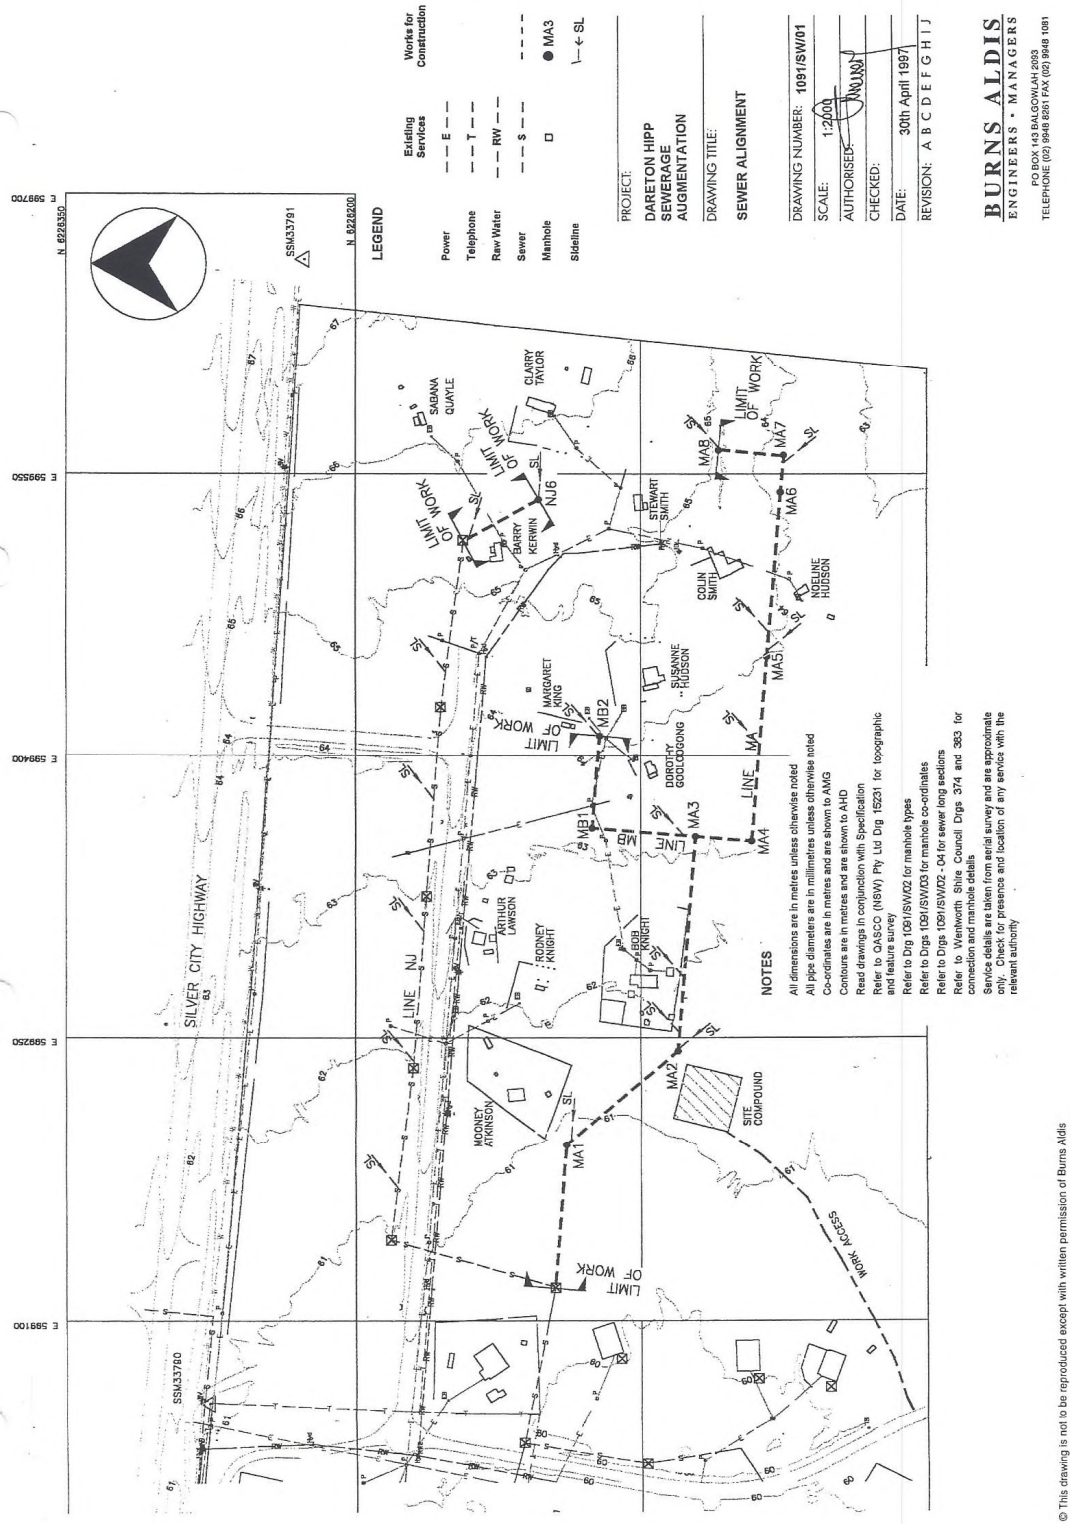 N 6226350
E 599700
SSM33791
N 6226200
SILVER CITY HIGHWAY
SSM33790
E 599550
E 599400
E 599250
E 599100
LINE NJ
SABANA
QUAYLE
CLARRY
TAYLOR
LIMIT
OF WORK
LIMIT
OF WORK
NJ6
BARRY
KERWIN
STEWART
SMITH
COLIN
SMITH
NOELINE
HUDSON
MA8
LIMIT
OF WORK
MA7
MA6
MA5
LINE MA
MA4
MA3
LINE MB
MB1
MB2
LIMIT
OF WORK
MARGARET
KING
SUSANNE
HUDSON
DOROTHY
GOOLOGONG
ARTHUR
LAWSON
RODNEY
KNIGHT
BOB
KNIGHT
MOONEY
ATKINSON
MA2
MA1
SITE
COMPOUND
WORK ACCESS
LIMIT
OF WORK
LEGEND
Existing
Services
Works for
Construction
Power E
Telephone T
Raw Water RW
Sewer S
Manhole MA3
Sideline SL
NOTES
All dimensions are in metres unless otherwise noted
All pipe diameters are in millimetres unless otherwise noted
Co-ordinates are in metres and are shown to AMG
Contours are in metres and are shown to AHD
Read drawings in conjunction with Specification
Refer to QASCO (NSW) Pty Ltd Drg 15231 for topographic
and feature survey
Refer to Drg 1091/SW/02 for manhole types
Refer to Drgs 1091/SW/03 for manhole co-ordinates
Refer to Drgs 1091/SW/02 - 04 for sewer long sections
Refer to Wentworth Shire Council Drgs 374 and 383 for
connection and manhole details
Service details are taken from aerial survey and are approximate
only. Check for presence and location of any service with the
relevant authority
PROJECT:
DARETON HIPP
SEWERAGE
AUGMENTATION
DRAWING TITLE:
SEWER ALIGNMENT
DRAWING NUMBER: 1091/SW/01
SCALE: 1:2000
AUTHORISED:
CHECKED:
DATE: 30th April 1997
REVISION: A B C D E F G H I J
BURNS ALDIS
ENGINEERS • MANAGERS
PO BOX 143 BALGOWLAH 2093
TELEPHONE (02) 9948 8261 FAX (02) 9948 1081
© This drawing is not to be reproduced except with written permission of Burns Aldis